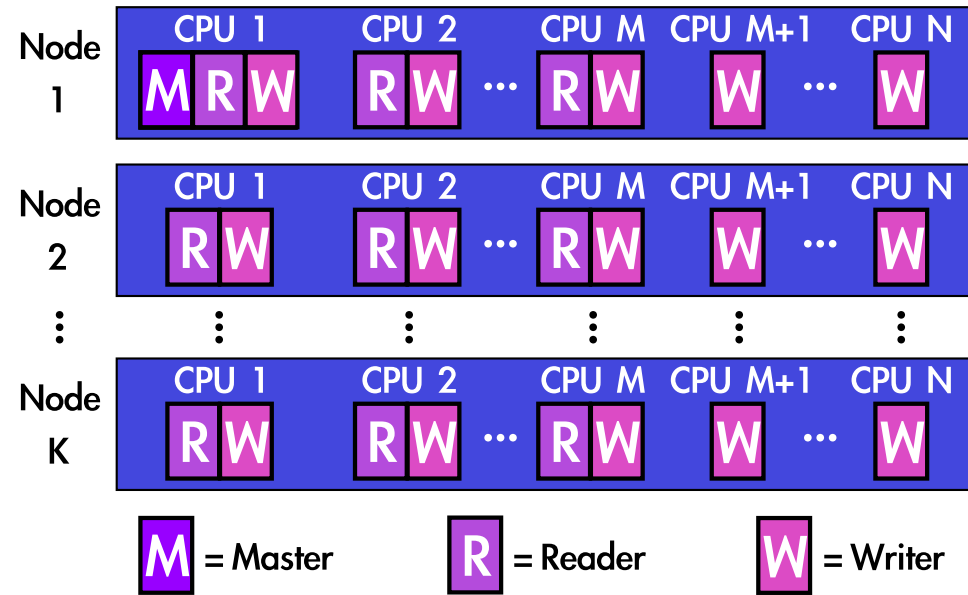 Node 1
CPU 1 CPU 2 CPU M CPU M+1 CPU N
M R W R W ... R W W ... W
Node 2
CPU 1 CPU 2 CPU M CPU M+1 CPU N
R W R W ... R W W ... W
Node K
CPU 1 CPU 2 CPU M CPU M+1 CPU N
R W R W ... R W W ... W
M = Master R = Reader W = Writer